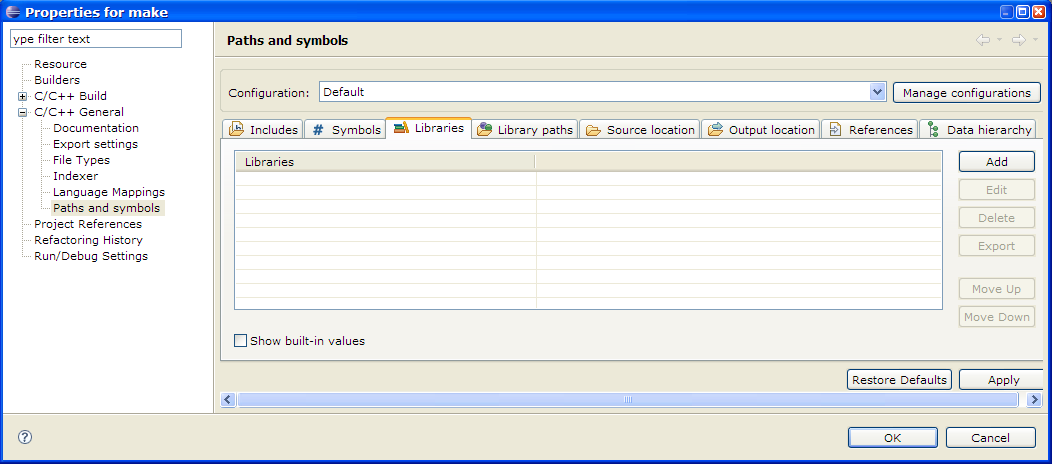 Properties for make
ype filter text
Resource
Builders
C/C++ Build
C/C++ General
Documentation
Export settings
File Types
Indexer
Language Mappings
Paths and symbols
Project References
Refactoring History
Run/Debug Settings
Paths and symbols
Configuration: Default Manage configurations
Includes # Symbols Libraries Library paths Source location Output location References Data hierarchy
Libraries
Add
Edit
Delete
Export
Move Up
Move Down
Show built-in values
Restore Defaults Apply
? OK Cancel